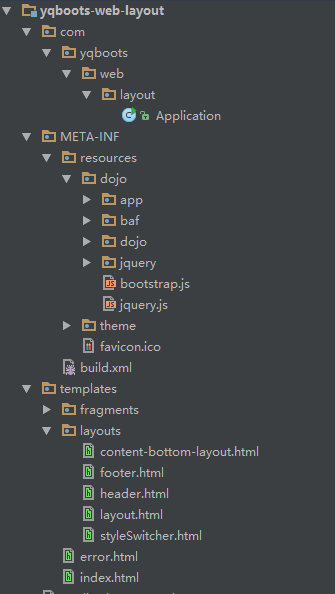 yqboots-web-layout
com
yqboots
web
layout
Application
META-INF
resources
dojo
app
baf
dojo
jquery
bootstrap.js
jquery.js
theme
favicon.ico
build.xml
templates
fragments
layouts
content-bottom-layout.html
footer.html
header.html
layout.html
styleSwitcher.html
error.html
index.html